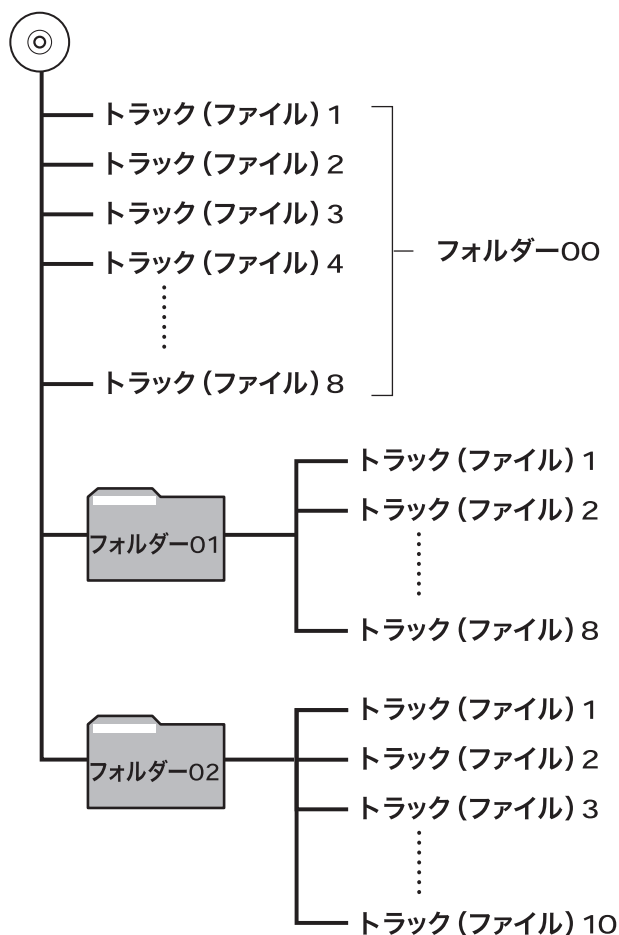 トラック（ファイル）1
トラック（ファイル）2
トラック（ファイル）3
トラック（ファイル）4
フォルダー00
トラック（ファイル）8
フォルダー01
トラック（ファイル）1
トラック（ファイル）2
トラック（ファイル）8
フォルダー02
トラック（ファイル）1
トラック（ファイル）2
トラック（ファイル）3
トラック（ファイル）10